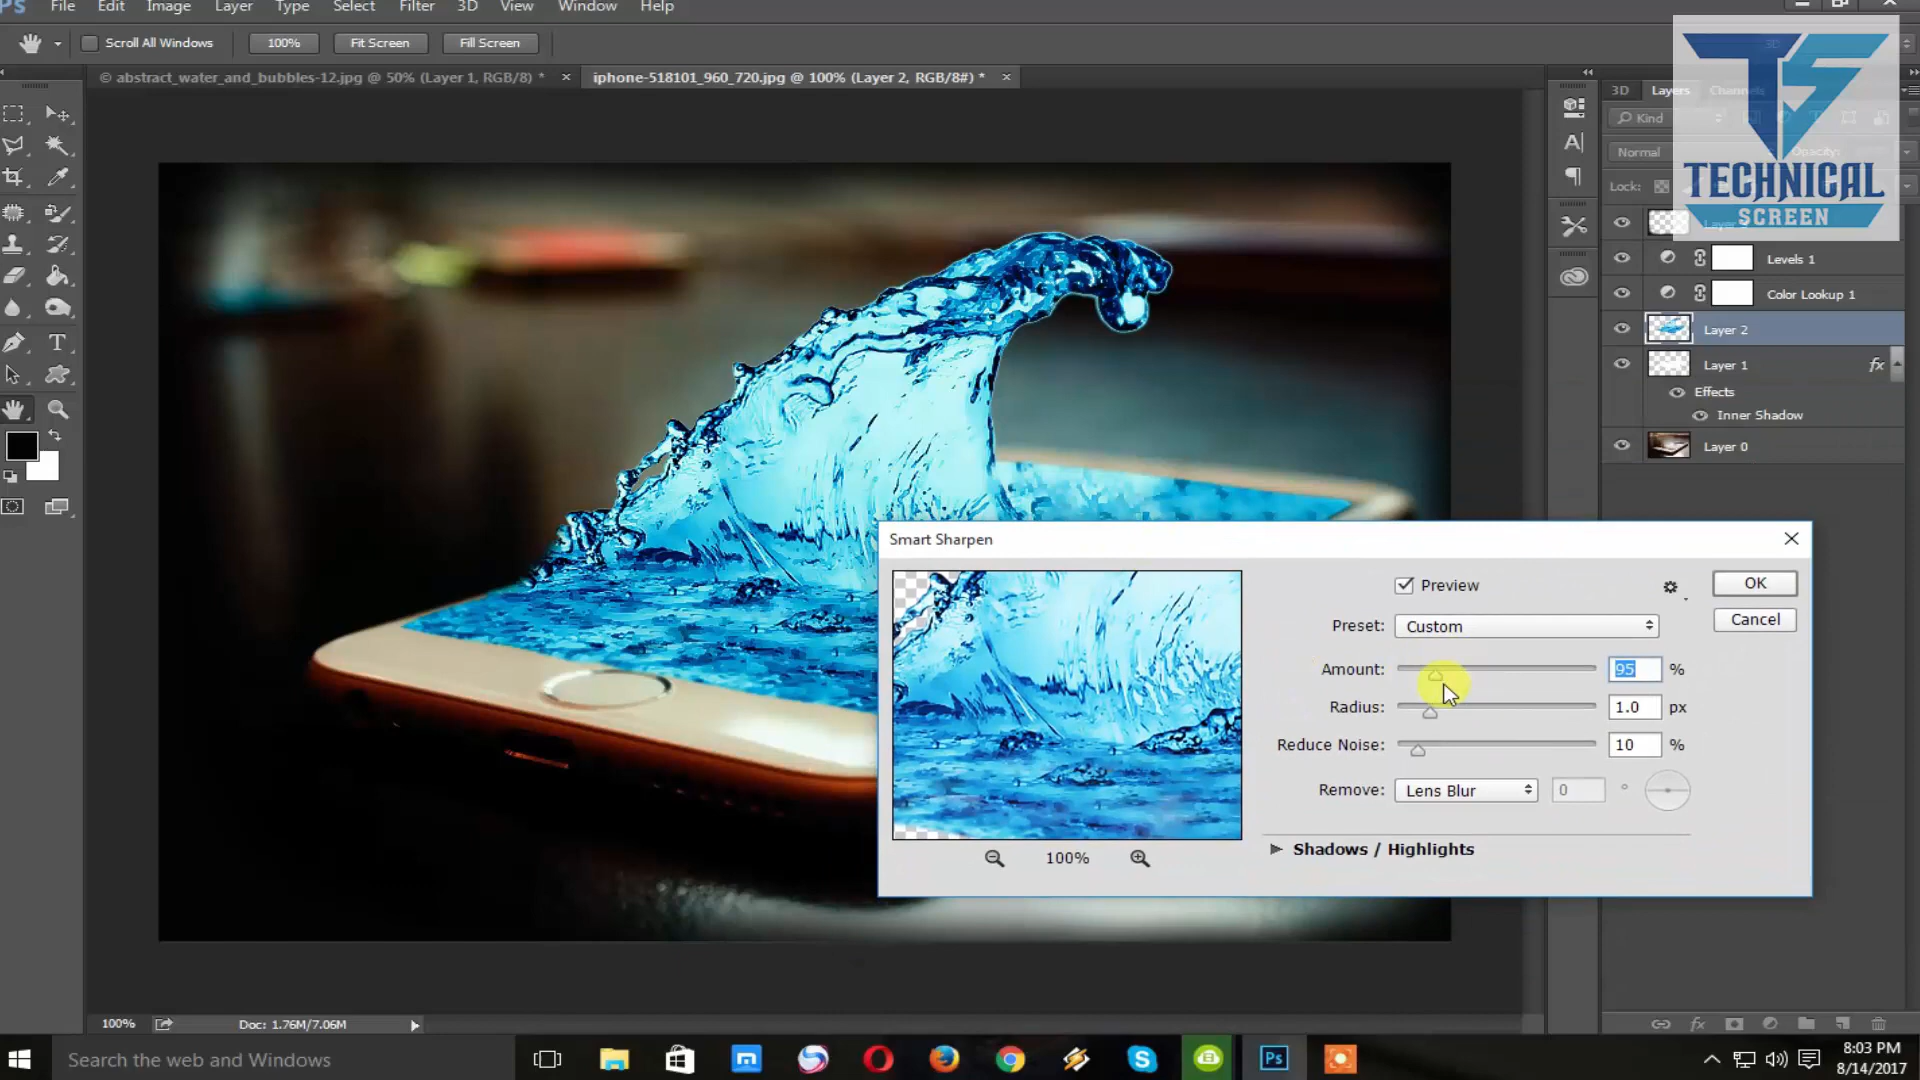 Ps File Edit Image Layer Type Select Filter 3D View Window Help
Scroll All Windows 100% Fit Screen Fill Screen
© abstract_water_and_bubbles-12.jpg @ 50% (Layer 1, RGB/8) * × iphone-518101_960_720.jpg @ 100% (Layer 2, RGB/8#) * ×
3D Layers Channels
Kind
Normal Opacity:
Lock:
TECHNICAL
SCREEN
Levels 1
Color Lookup 1
Layer 2
Layer 1 fx
Effects
Inner Shadow
Layer 0
Smart Sharpen
Preview
OK
Preset: Custom
Cancel
Amount: 95 %
Radius: 1.0 px
Reduce Noise: 10 %
Remove: Lens Blur 0 °
Shadows / Highlights
100%
100% Doc: 1.76M/7.06M
Search the web and Windows
Ps
8:03 PM
8/14/2017